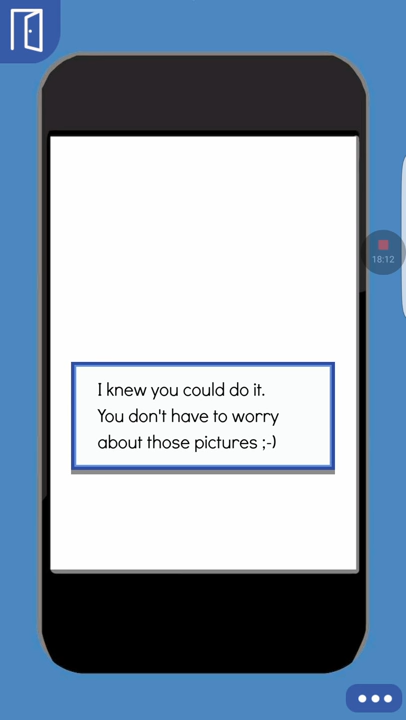 18:12
I knew you could do it.
You don't have to worry
about those pictures ;-)